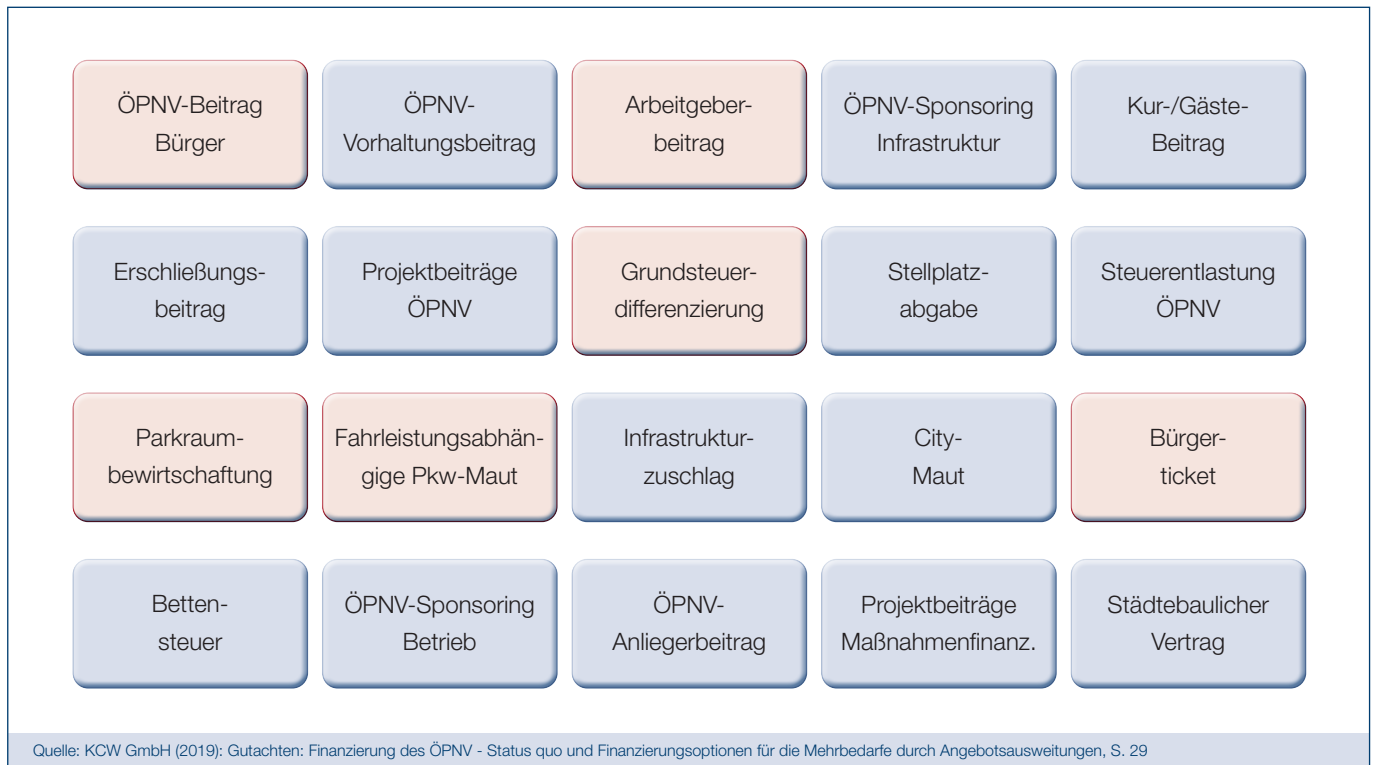 ÖPNV-Beitrag
Bürger
ÖPNV-
Vorhaltungsbeitrag
Arbeitgeber-
beitrag
ÖPNV-Sponsoring
Infrastruktur
Kur-/Gäste-
Beitrag
Erschließungs-
beitrag
Projektbeiträge
ÖPNV
Grundsteuer-
differenzierung
Stellplatz-
abgabe
Steuerentlastung
ÖPNV
Parkraum-
bewirtschaftung
Fahrleistungsabhän-
gige Pkw-Maut
Infrastruktur-
zuschlag
City-
Maut
Bürger-
ticket
Betten-
steuer
ÖPNV-Sponsoring
Betrieb
ÖPNV-
Anliegerbeitrag
Projektbeiträge
Maßnahmenfinanz.
Städtebaulicher
Vertrag
Quelle: KCW GmbH (2019): Gutachten: Finanzierung des ÖPNV - Status quo und Finanzierungsoptionen für die Mehrbedarfe durch Angebotsausweitungen, S. 29